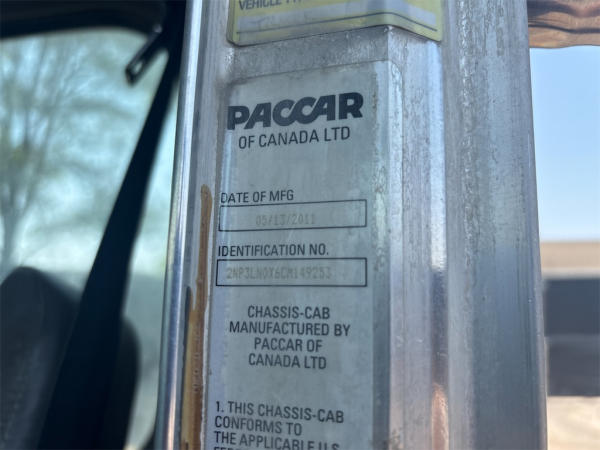 VEHICLE
PACCAR
OF CANADA LTD
DATE OF MFG
05/13/2011
IDENTIFICATION NO.
2NP3LN0X6CM149253
CHASSIS-CAB
MANUFACTURED BY
PACCAR OF
CANADA LTD
1. THIS CHASSIS-CAB
CONFORMS TO
THE APPLICABLE U.S.